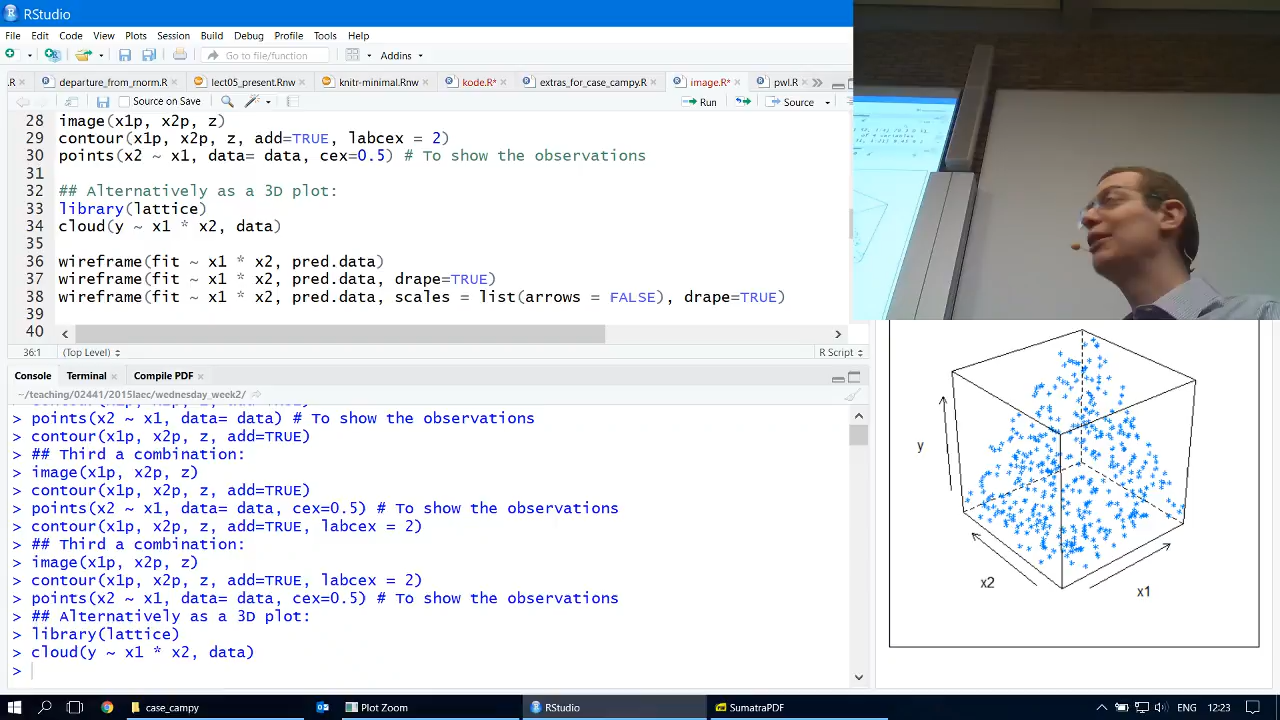 RStudio
File Edit Code View Plots Session Build Debug Profile Tools Help
Go to file/function Addins
.R departure_from_rnorm.R lect05_present.Rnw knitr-minimal.Rnw kode.R* extras_for_case_campy.R image.R* pwl.R
Source on Save Run Source
28 image(x1p, x2p, z)
29 contour(x1p, x2p, z, add=TRUE, labcex = 2)
30 points(x2 ~ x1, data= data, cex=0.5) # To show the observations
31
32 ## Alternatively as a 3D plot:
33 library(lattice)
34 cloud(y ~ x1 * x2, data)
35
36 wireframe(fit ~ x1 * x2, pred.data)
37 wireframe(fit ~ x1 * x2, pred.data, drape=TRUE)
38 wireframe(fit ~ x1 * x2, pred.data, scales = list(arrows = FALSE), drape=TRUE)
39
40
36:1 (Top Level) R Script
Console Terminal Compile PDF
~/teaching/02441/2015laec/wednesday_week2/
> points(x2 ~ x1, data= data) # To show the observations
> contour(x1p, x2p, z, add=TRUE)
> ## Third a combination:
> image(x1p, x2p, z)
> contour(x1p, x2p, z, add=TRUE)
> points(x2 ~ x1, data= data, cex=0.5) # To show the observations
> contour(x1p, x2p, z, add=TRUE, labcex = 2)
> ## Third a combination:
> image(x1p, x2p, z)
> contour(x1p, x2p, z, add=TRUE, labcex = 2)
> points(x2 ~ x1, data= data, cex=0.5) # To show the observations
> ## Alternatively as a 3D plot:
> library(lattice)
> cloud(y ~ x1 * x2, data)
>
y
x2
x1
case_campy Plot Zoom RStudio SumatraPDF ENG 12:23